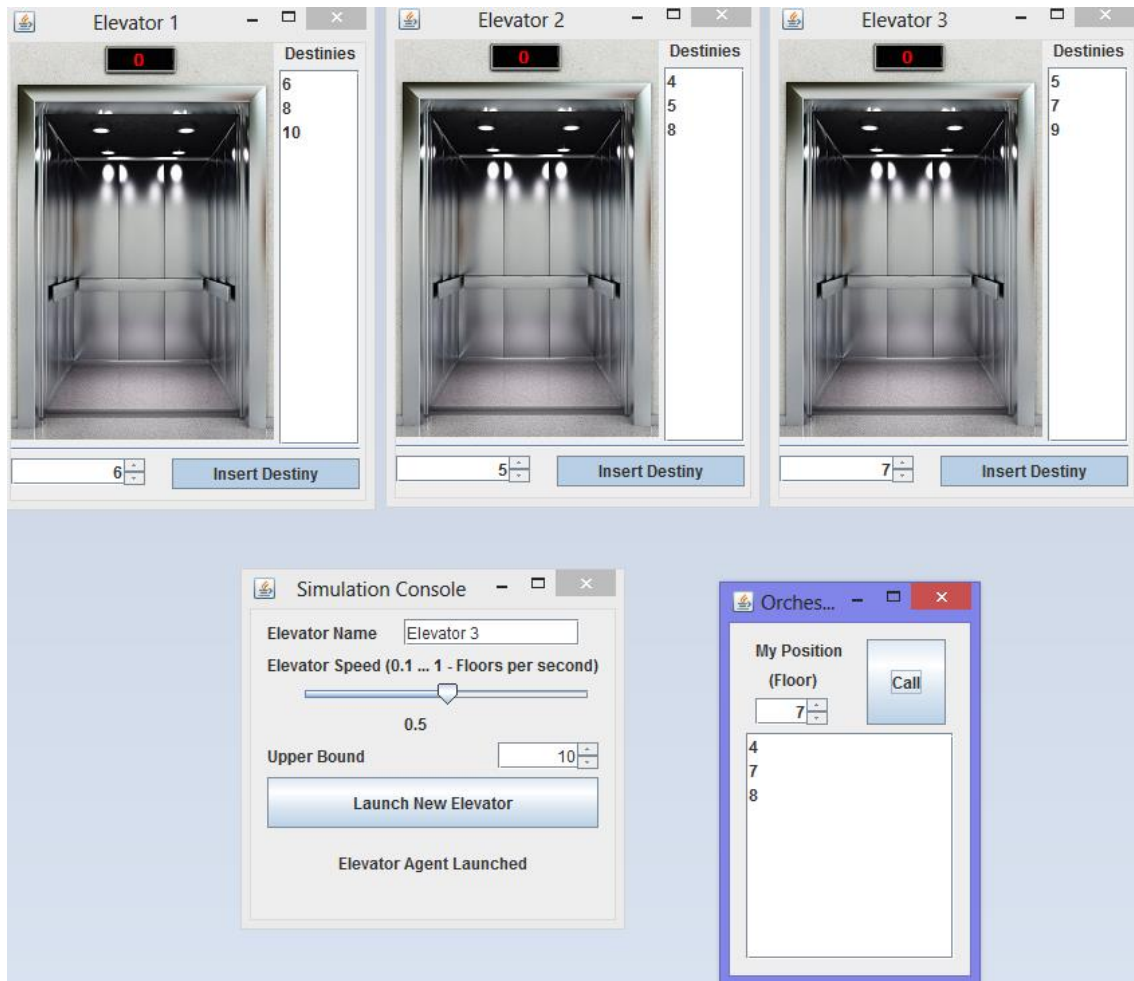 Elevator 1
0
Destinies
6
8
10
6
Insert Destiny
Elevator 2
0
Destinies
4
5
8
5
Insert Destiny
Elevator 3
0
Destinies
5
7
9
7
Insert Destiny
Simulation Console
Elevator Name Elevator 3
Elevator Speed (0.1 ... 1 - Floors per second)
0.5
Upper Bound 10
Launch New Elevator
Elevator Agent Launched
Orches...
My Position
(Floor)
7
Call
4
7
8